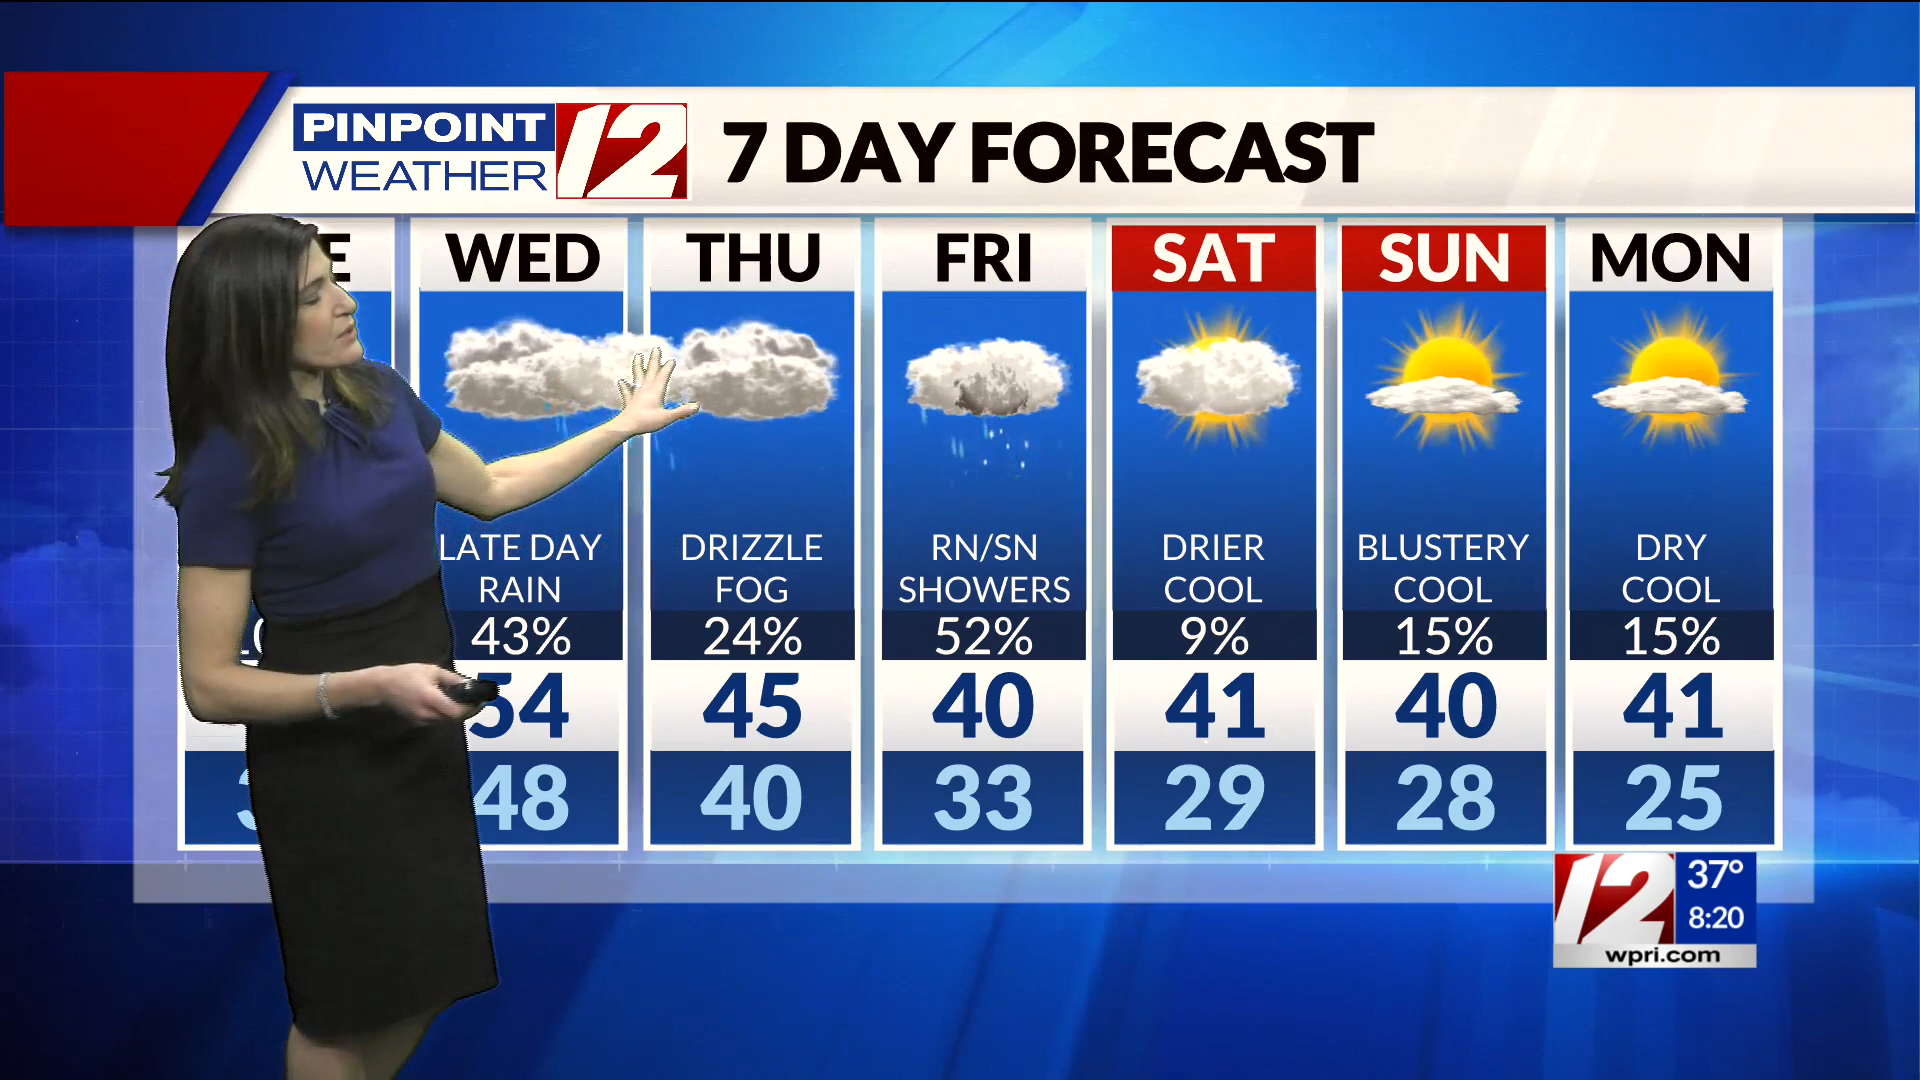 PINPOINT
WEATHER
12
7 DAY FORECAST
WED THU FRI SAT SUN MON
LATE DAY
RAIN
DRIZZLE
FOG
RN/SN
SHOWERS
DRIER
COOL
BLUSTERY
COOL
DRY
COOL
43% 24% 52% 9% 15% 15%
54 45 40 41 40 41
48 40 33 29 28 25
12
37°
8:20
wpri.com